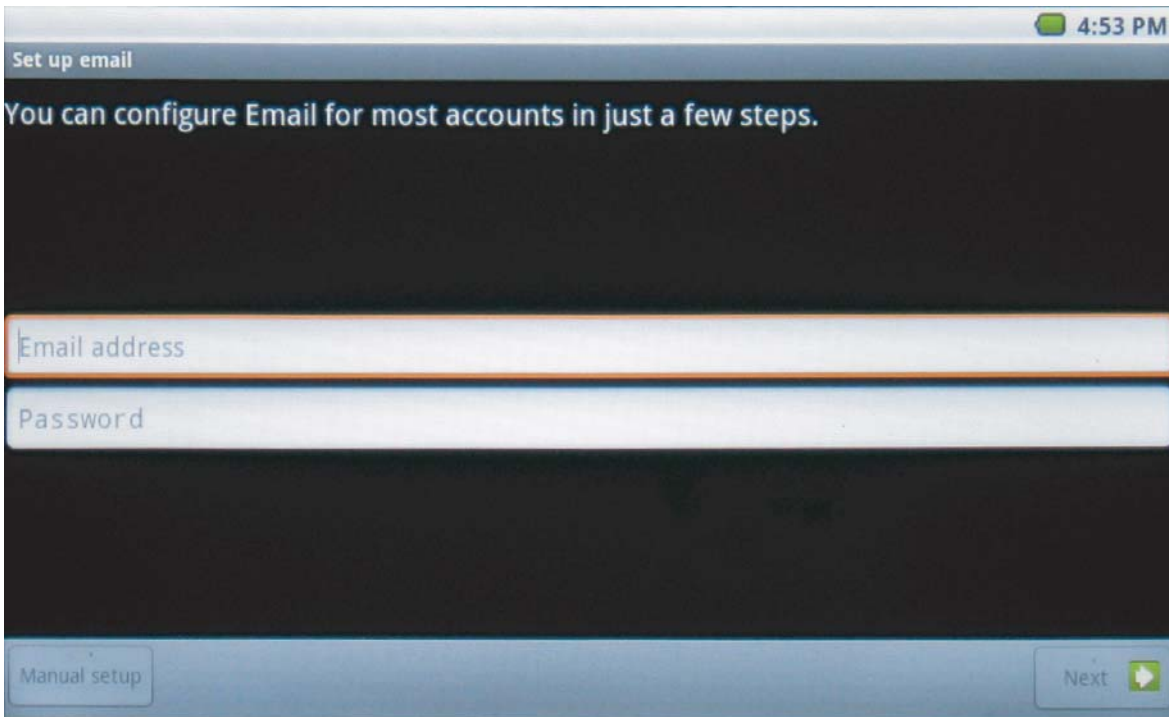 4:53 PM
Set up email
You can configure Email for most accounts in just a few steps.
Email address
Password
Manual setup
Next